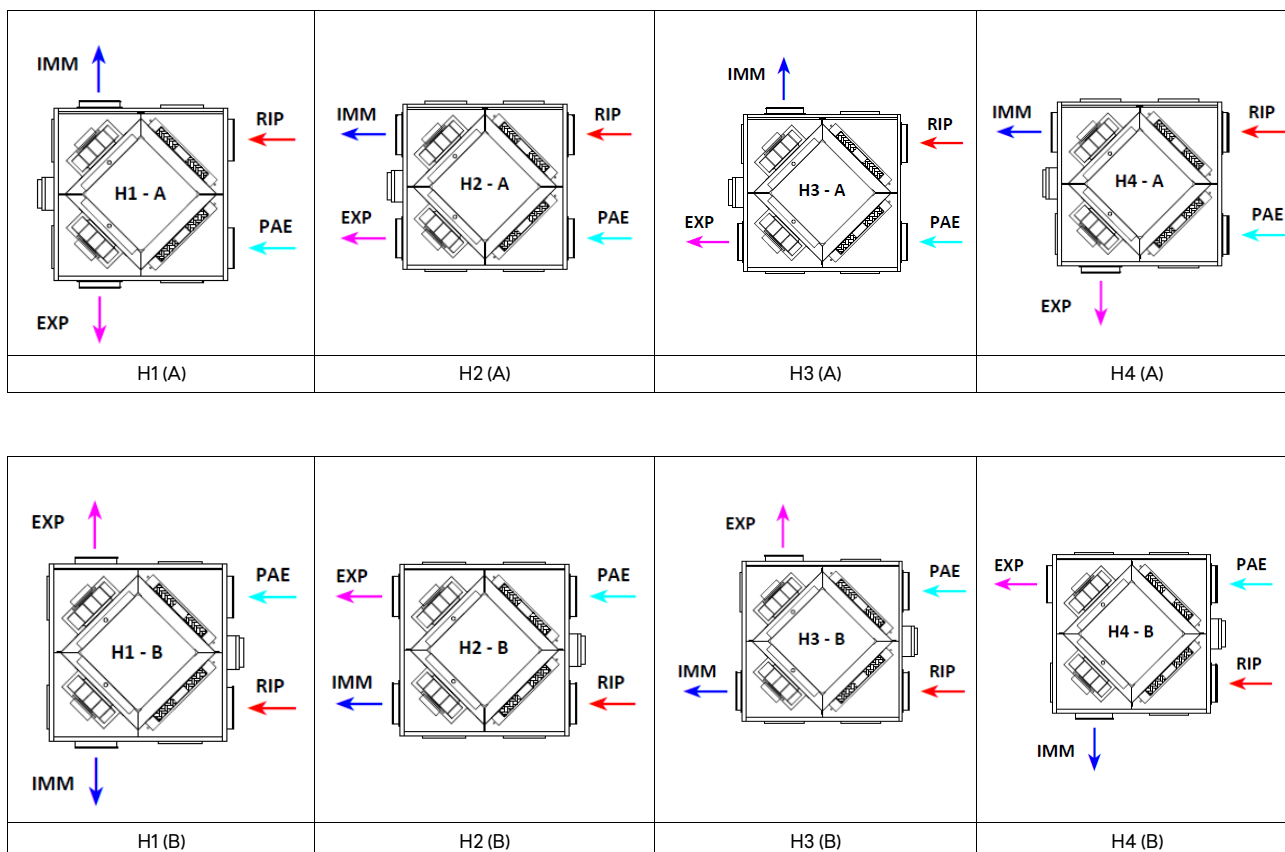 IMM
RIP
H1 - A
PAE
EXP
H1 (A)
IMM
RIP
H2 - A
EXP
PAE
H2 (A)
IMM
RIP
H3 - A
EXP
PAE
H3 (A)
IMM
RIP
H4 - A
PAE
EXP
H4 (A)
EXP
PAE
H1 - B
RIP
IMM
H1 (B)
EXP
PAE
H2 - B
IMM
RIP
H2 (B)
EXP
PAE
H3 - B
IMM
RIP
H3 (B)
EXP
PAE
H4 - B
RIP
IMM
H4 (B)